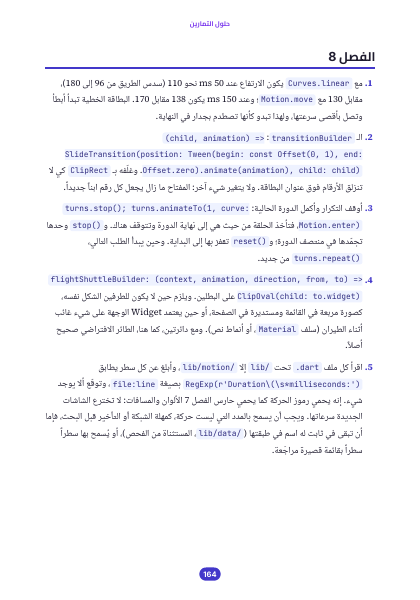 حلول التمارين
الفصل 8
1. مع Curves.linear يكون الارتفاع عند 50 ms نحو 110 (سدس الطريق من 96 إلى 180)،
مقابل 130 مع Motion.move؛ وعند 150 ms يكون 138 مقابل 170. البطاقة الخطية تبدأ أبطأ
وتصل بأقصى سرعتها، ولهذا تبدو كأنها تصطدم بجدار في النهاية.
2. الـ transitionBuilder: (child, animation) =>
SlideTransition(position: Tween(begin: const Offset(0, 1), end:
Offset.zero).animate(animation), child: child). وغلّفه بـ ClipRect كي لا
تنزلق الأرقام فوق عنوان البطاقة. ولا يتغير شيء آخر: المفتاح ما زال يجعل كل رقم ابناً جديداً.
3. أوقف التكرار وأكمل الدورة الحالية: turns.stop(); turns.animateTo(1, curve:
Motion.enter)، فتأخذ الحلقة من حيث هي إلى نهاية الدورة وتتوقف هناك. و stop() وحدها
تجمّدها في منتصف الدورة؛ و reset() تقفز بها إلى البداية. وحين يبدأ الطلب التالي،
turns.repeat() من جديد.
4. flightShuttleBuilder: (context, animation, direction, from, to) =>
ClipOval(child: to.widget) على البطلين. ويلزم حين لا يكون للطرفين الشكل نفسه،
كصورة مربعة في القائمة ومستديرة في الصفحة، أو حين يعتمد Widget الوجهة على شيء غائب
أثناء الطيران (سلف Material، أو أنماط نص). ومع دائرتين، كما هنا، الطائر الافتراضي صحيح
أصلاً.
5. اقرأ كل ملف .dart تحت lib/ إلا lib/motion/، وأبلغ عن كل سطر يطابق
RegExp(r'Duration\(\s*milliseconds:') بصيغة file:line، وتوقع ألا يوجد
شيء. إنه يحمي رموز الحركة كما يحمي حارس الفصل 7 الألوان والمسافات: لا تخترع الشاشات
الجديدة سرعاتها. ويجب أن يسمح بالمدد التي ليست حركة، كمهلة الشبكة أو التأخير قبل البحث، فإما
أن تبقى في ثابت له اسم في طبقتها (lib/data/، المستثناة من الفحص)، أو يُسمح بها سطراً
سطراً بقائمة قصيرة مراجَعة.
164